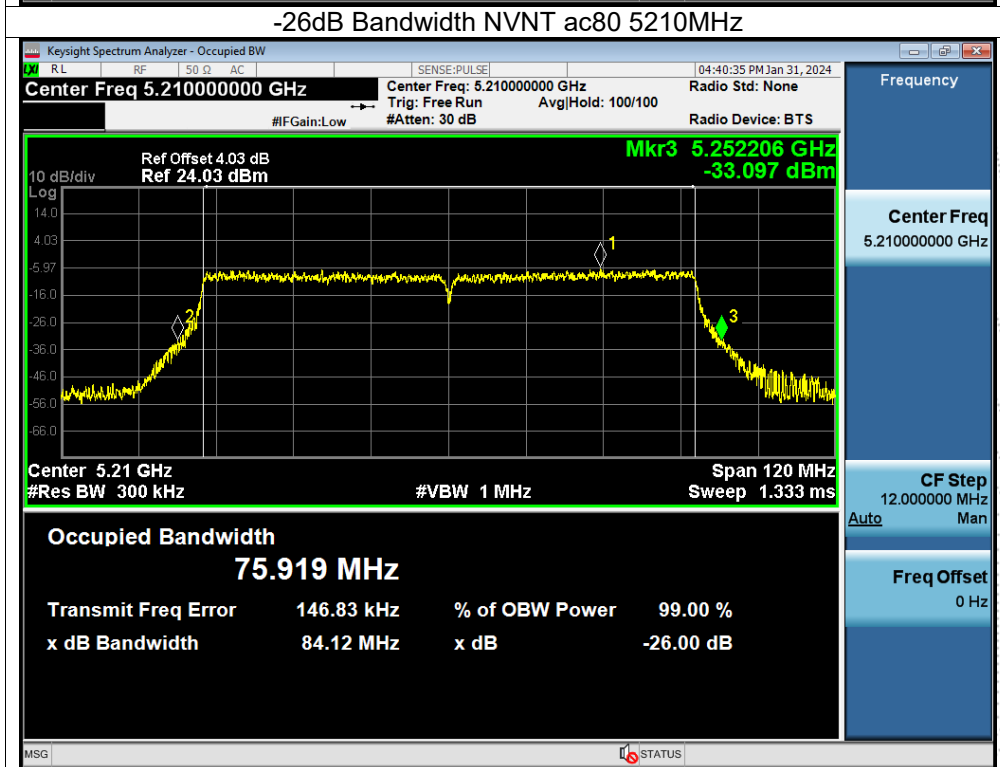 -26dB Bandwidth NVNT ac80 5210MHz
Keysight Spectrum Analyzer - Occupied BW
LXI RL RF 50 Ω AC SENSE:PULSE 04:40:35 PM Jan 31, 2024
Center Freq 5.210000000 GHz
Center Freq: 5.210000000 GHz Radio Std: None
Trig: Free Run Avg|Hold: 100/100
#IFGain:Low #Atten: 30 dB Radio Device: BTS
Frequency
Mkr3 5.252206 GHz
-33.097 dBm
Ref Offset 4.03 dB
10 dB/div Ref 24.03 dBm
Log
14.0
4.03
-5.97
-16.0
-26.0
-36.0
-46.0
-56.0
-66.0
1
2
3
Center 5.21 GHz Span 120 MHz
#Res BW 300 kHz #VBW 1 MHz Sweep 1.333 ms
Center Freq
5.210000000 GHz
CF Step
12.000000 MHz
Auto Man
Freq Offset
0 Hz
Occupied Bandwidth
75.919 MHz
Transmit Freq Error 146.83 kHz % of OBW Power 99.00 %
x dB Bandwidth 84.12 MHz x dB -26.00 dB
MSG STATUS